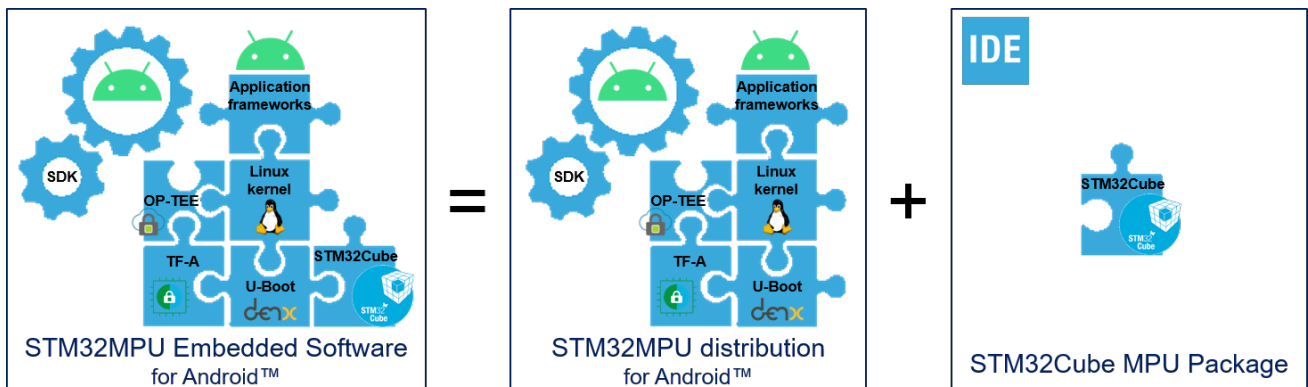 Application
frameworks
SDK
Linux
kernel
OP-TEE
TF-A
STM32Cube
U-Boot
denx
STM32
Cube
STM32MPU Embedded Software
for Android™
=
Application
frameworks
SDK
Linux
kernel
OP-TEE
TF-A
U-Boot
denx
STM32MPU distribution
for Android™
+
IDE
STM32Cube
STM32
Cube
STM32Cube MPU Package